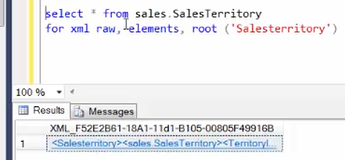 select * from sales.SalesTerritory
for xml raw, elements, root ('Salesterritory')
100 %
Results Messages
XML_F52E2B61-18A1-11d1-B105-00805F49916B
1 <Salesterritory><sales.SalesTerritory><TerritoryI...